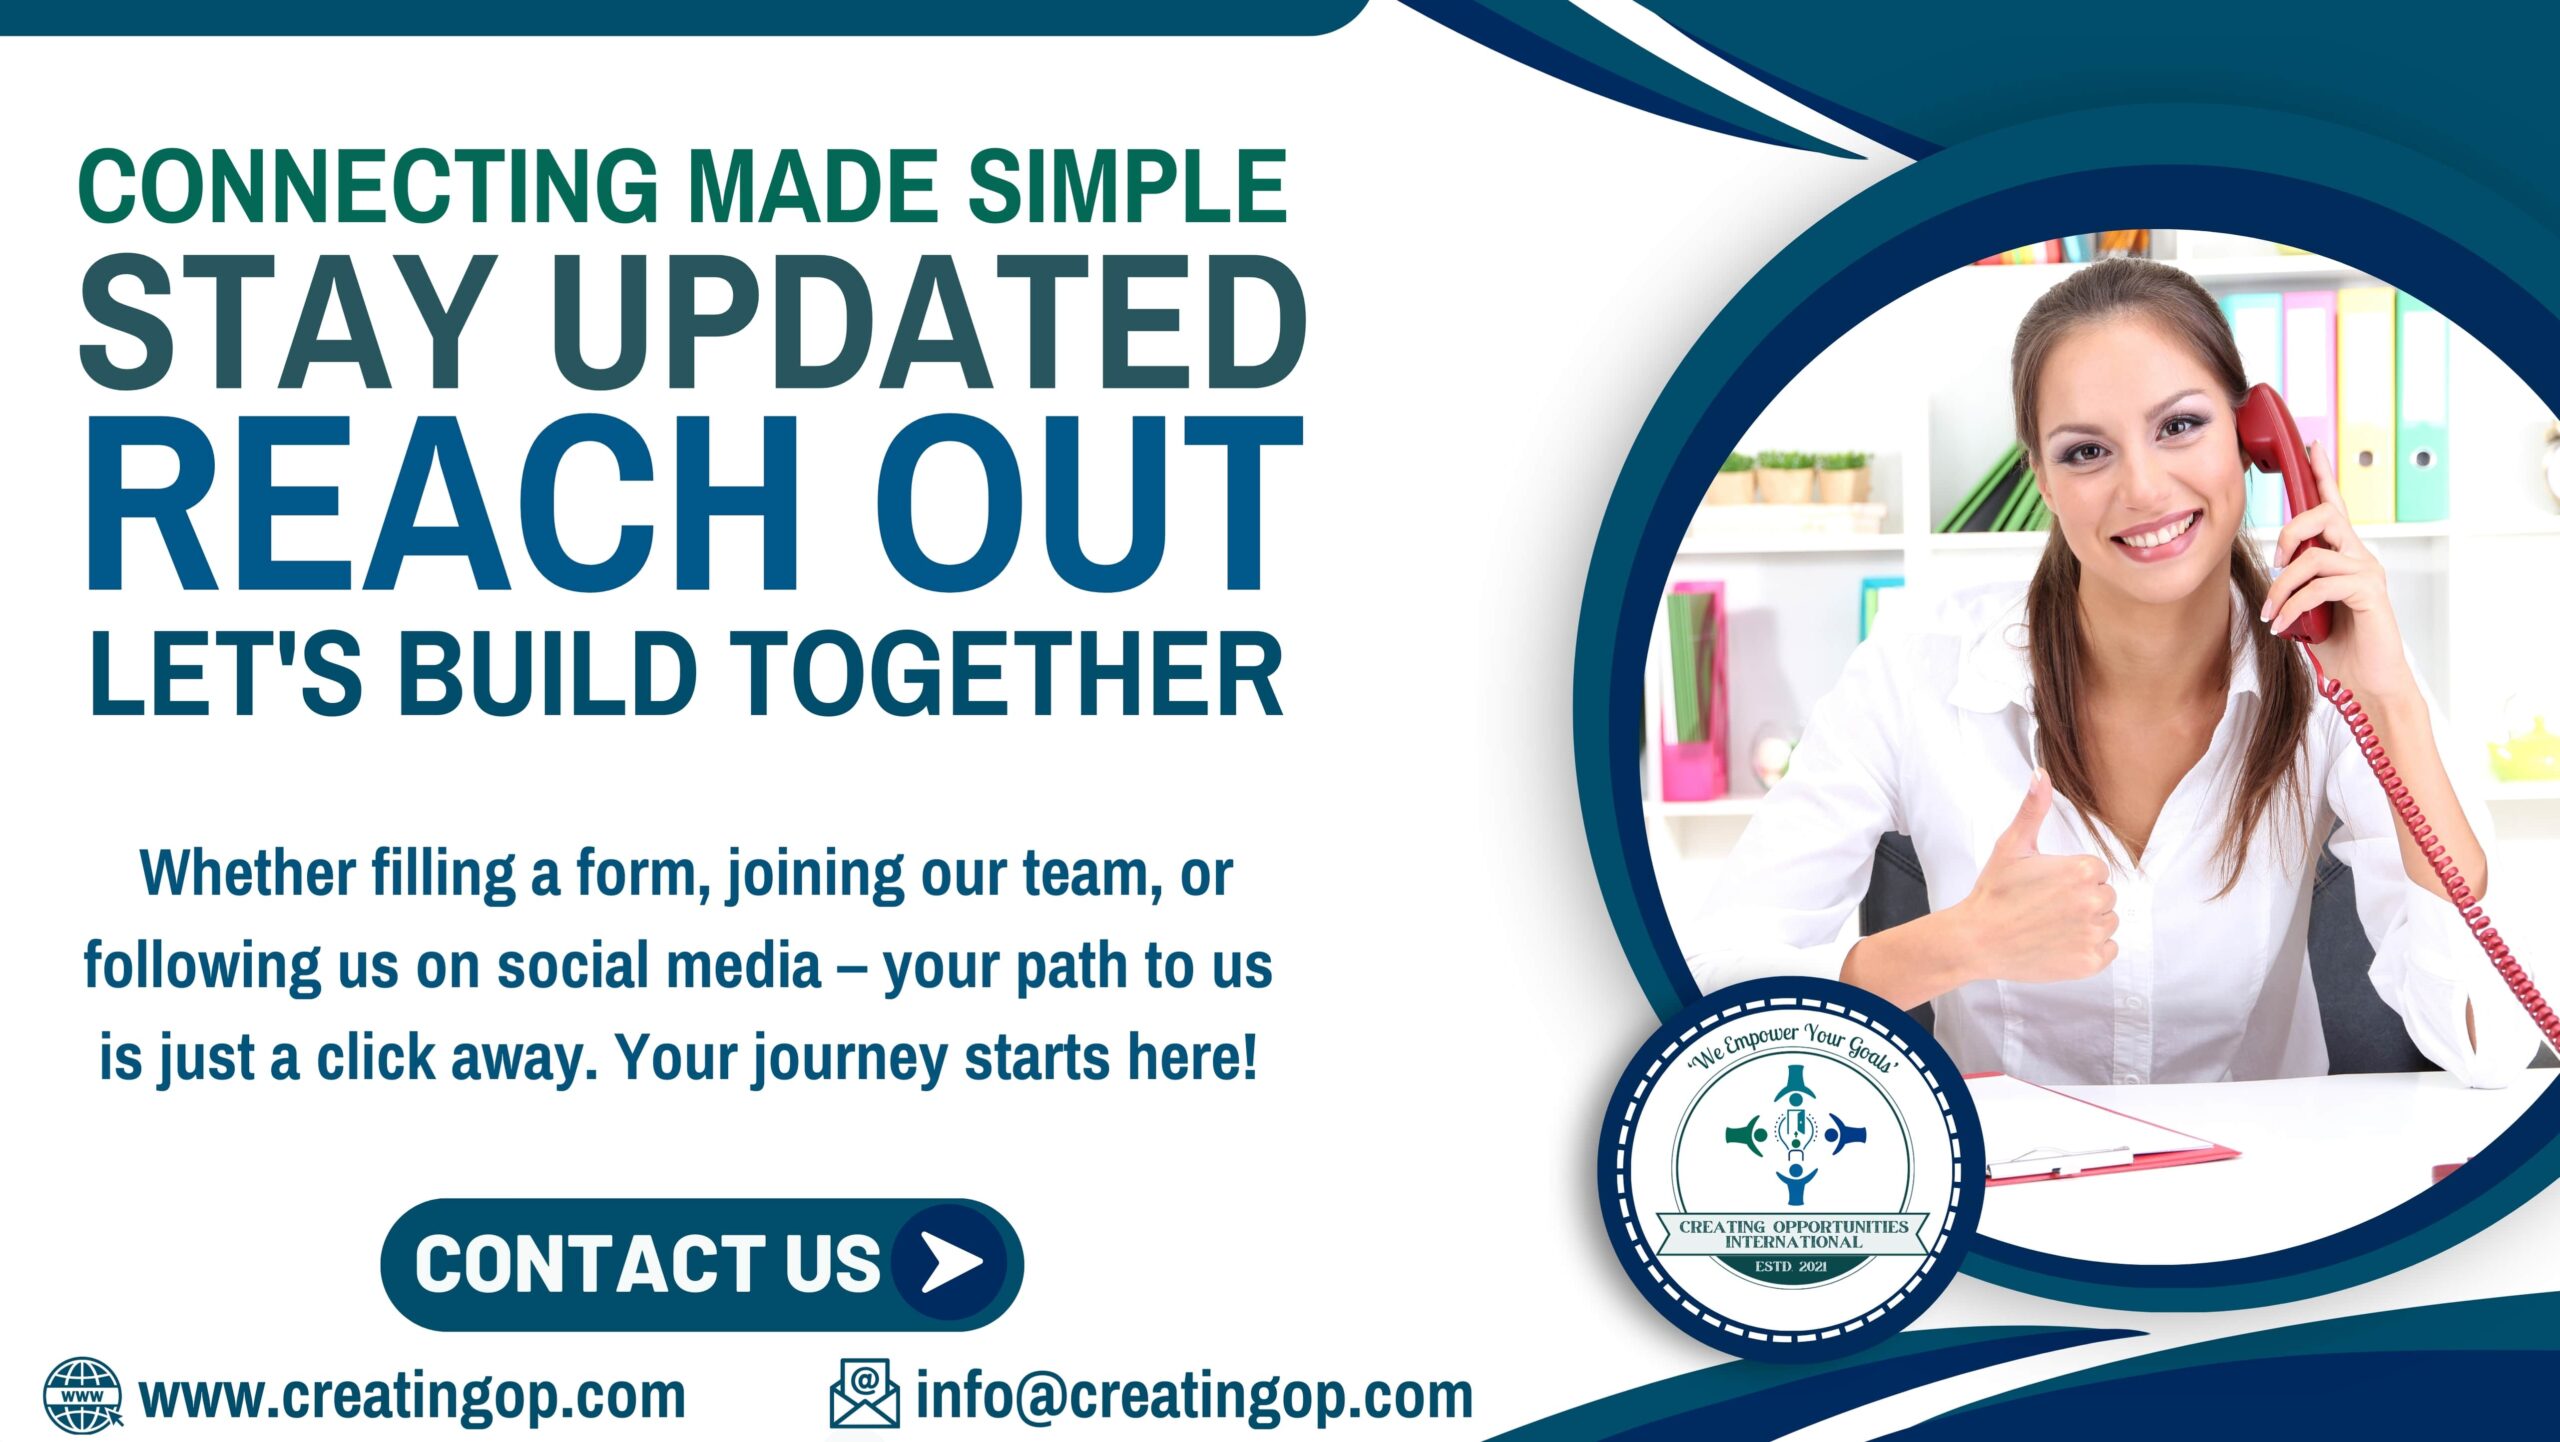 CONNECTING MADE SIMPLE
STAY UPDATED
REACH OUT
LET'S BUILD TOGETHER
Whether filling a form, joining our team, or
following us on social media – your path to us
is just a click away. Your journey starts here!
CONTACT US
www
www.creatingop.com
@
info@creatingop.com
'We Empower Your Goals'
CREATING OPPORTUNITIES
INTERNATIONAL
ESTD 2021